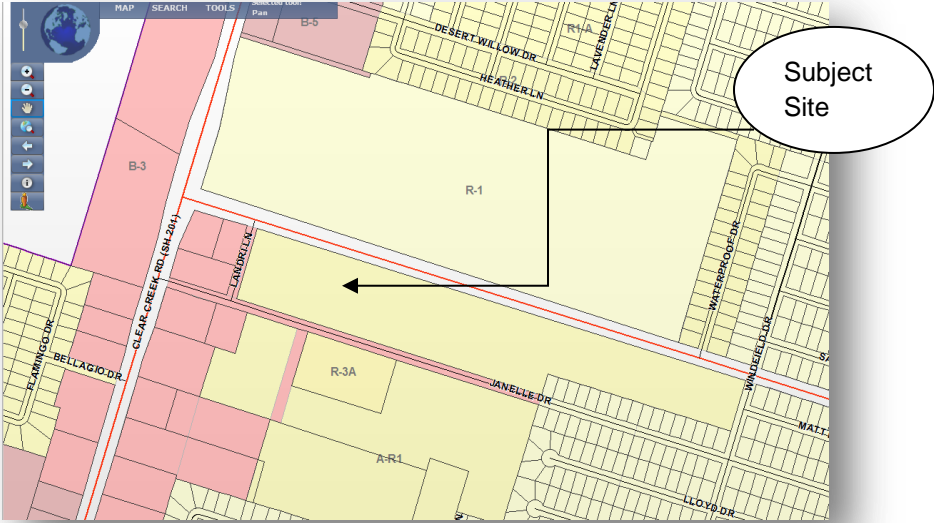 MAP SEARCH TOOLS
Selected tool:
Pan
B-5
R1-A
LAVENDER LN
DESERT WILLOW DR
R-2
HEATHER LN
Subject
Site
B-3
R-1
CLEAR CREEK RD (SH 201)
LANDRI LN
WATERPROOF DR
WINDFIELD DR
FLAMINGO DR
BELLAGIO DR
R-3A
JANELLE DR
A-R1
LLOYD DR